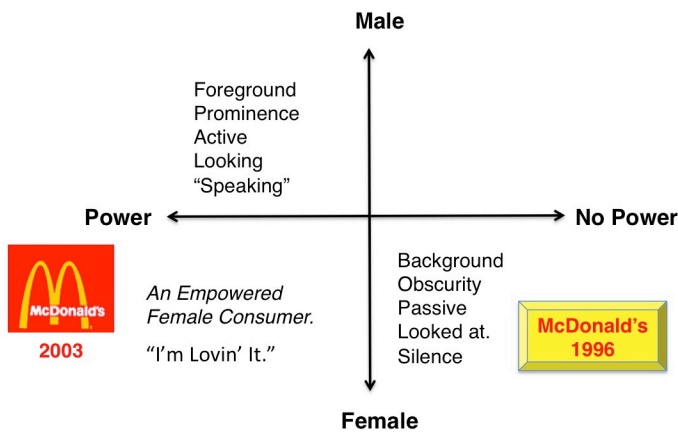 Male
Foreground
Prominence
Active
Looking
“Speaking”
Power
No Power
McDonald's
2003
An Empowered
Female Consumer.
“I’m Lovin’ It.”
Background
Obscurity
Passive
Looked at.
Silence
McDonald’s
1996
Female